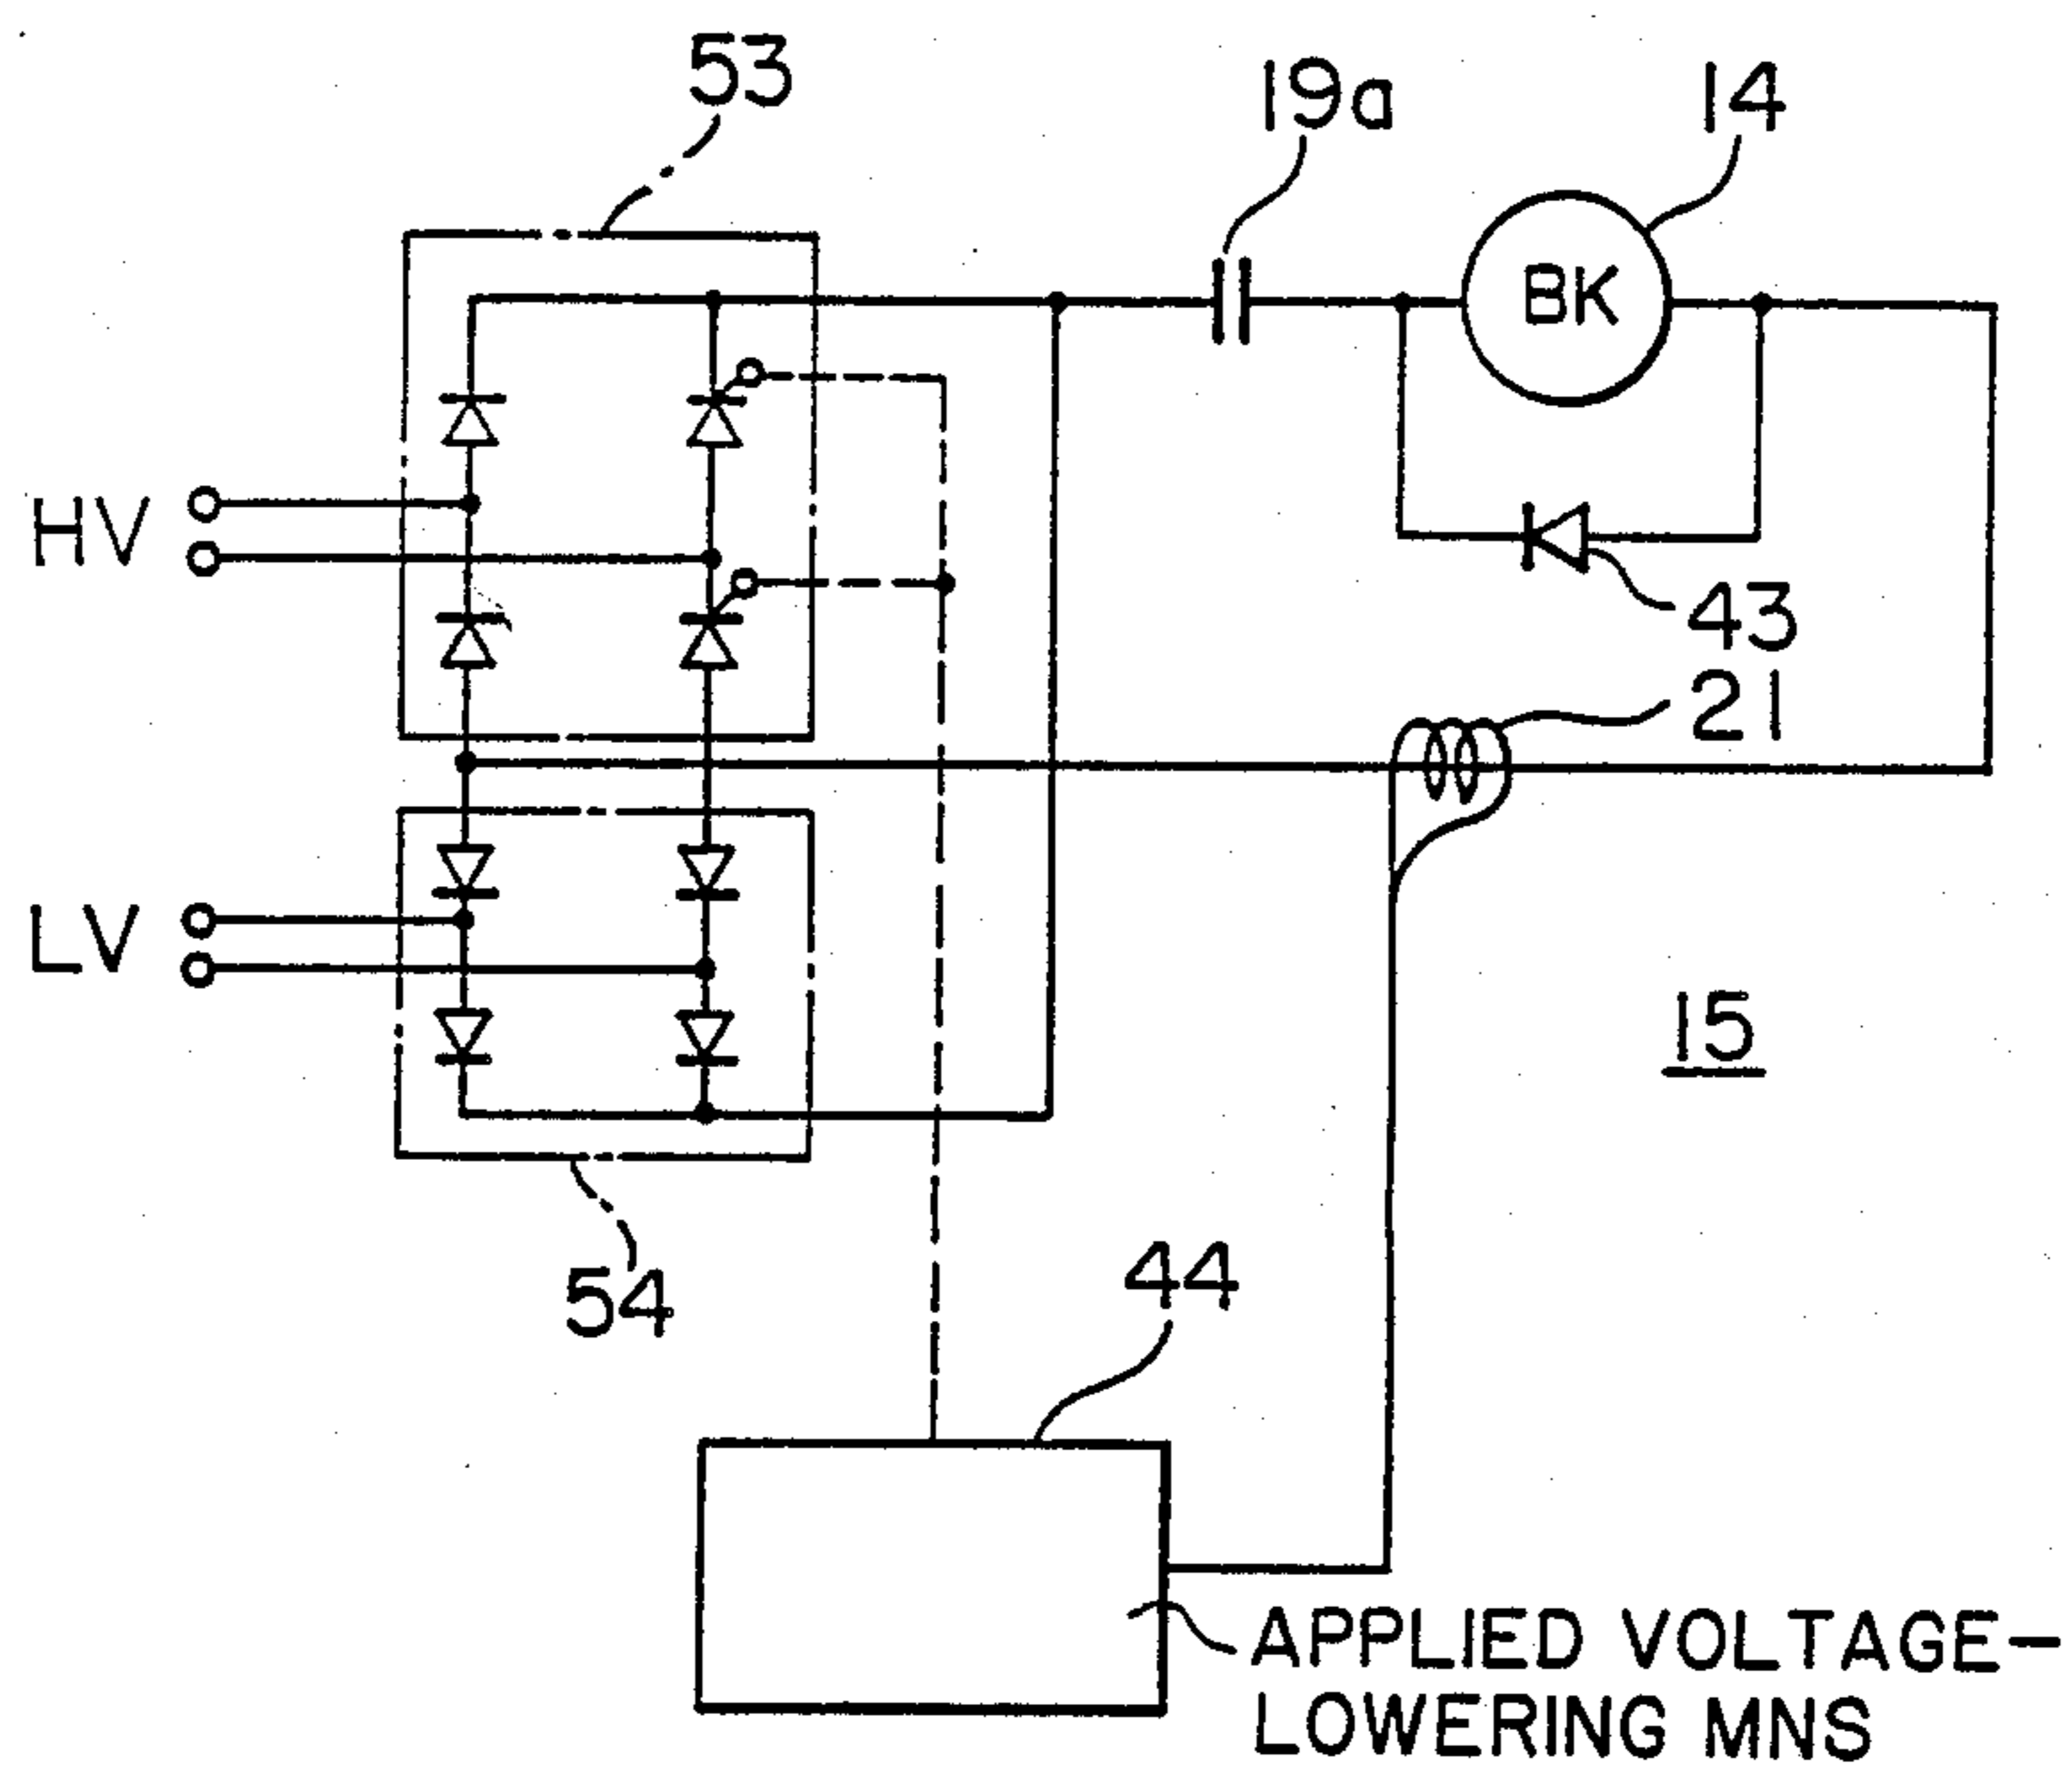 53
19a
14
BK
HV
43
21
LV
15
54
44
APPLIED VOLTAGE-
LOWERING MNS